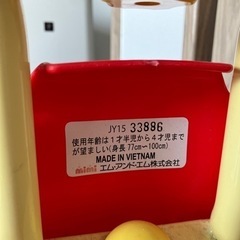 JY15 33886
使用年齢は1才半児から4才児まで
が望ましい(身長77cm〜100cm)
MADE IN VIETNAM
mimi エム・アンド・エム株式会社